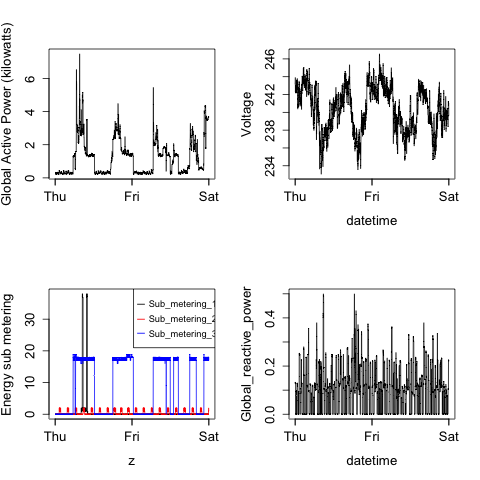 Global Active Power (kilowatts)
0 2 4 6
Thu Fri Sat
Voltage
234 238 242 246
Thu Fri Sat
datetime
Energy sub metering
0 10 20 30
Sub_metering_1
Sub_metering_2
Sub_metering_3
Thu Fri Sat
z
Global_reactive_power
0.0 0.2 0.4
Thu Fri Sat
datetime